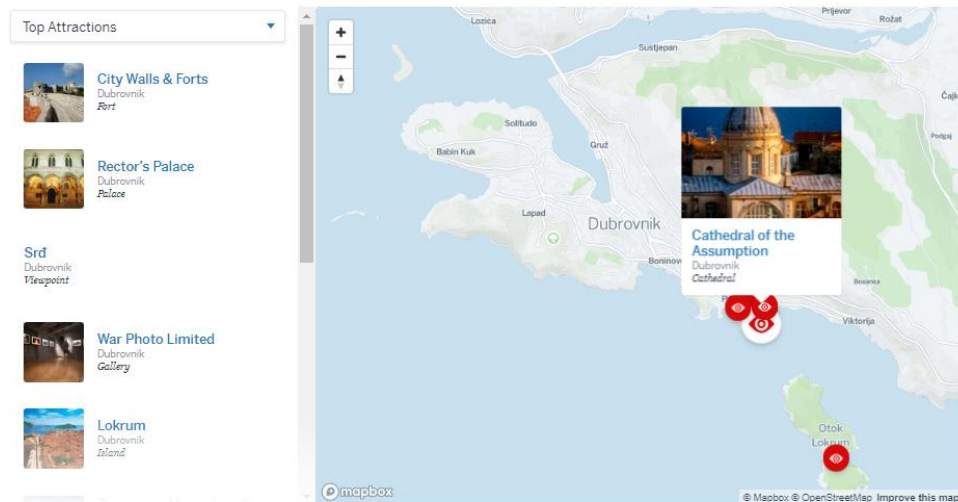 Top Attractions
City Walls & Forts
Dubrovnik
Fort
Rector's Palace
Dubrovnik
Palace
Srđ
Dubrovnik
Viewpoint
War Photo Limited
Dubrovnik
Gallery
Lokrum
Dubrovnik
Island
Lozica
Prijevor
Rožat
Sustjepan
Solitudo
Gruž
Babin Kuk
Lapad
Dubrovnik
Cathedral of the
Assumption
Dubrovnik
Cathedral
Bosanka
Viktorija
Otok
Lokrum
mapbox
© Mapbox © OpenStreetMap Improve this map